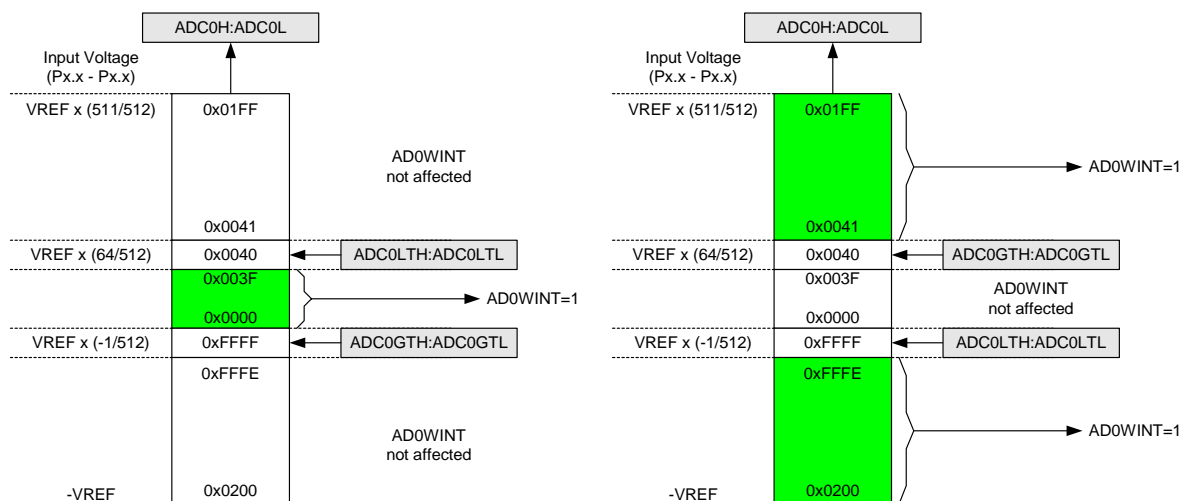 ADC0H:ADC0L
Input Voltage
(Px.x - Px.x)
VREF x (511/512)
0x01FF
AD0WINT
not affected
0x0041
VREF x (64/512)
0x0040
ADC0LTH:ADC0LTL
0x003F
AD0WINT=1
0x0000
VREF x (-1/512)
0xFFFF
ADC0GTH:ADC0GTL
0xFFFE
AD0WINT
not affected
-VREF
0x0200
ADC0H:ADC0L
Input Voltage
(Px.x - Px.x)
VREF x (511/512)
0x01FF
AD0WINT=1
0x0041
VREF x (64/512)
0x0040
ADC0GTH:ADC0GTL
0x003F
AD0WINT
not affected
0x0000
VREF x (-1/512)
0xFFFF
ADC0LTH:ADC0LTL
0xFFFE
AD0WINT=1
-VREF
0x0200